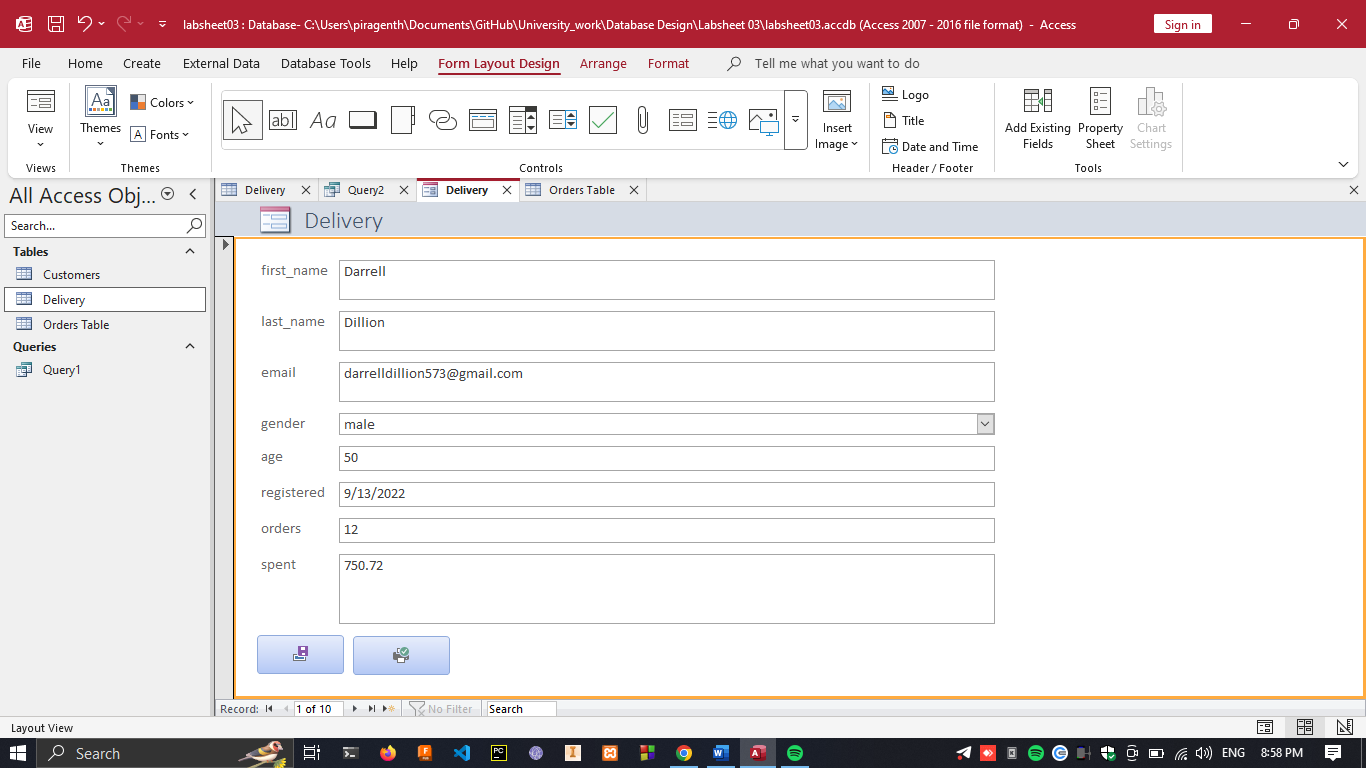 labsheet03 : Database- C:\Users\piragenth\Documents\GitHub\University_work\Database Design\Labsheet 03\labsheet03.accdb (Access 2007 - 2016 file format) - Access
Sign in
File Home Create External Data Database Tools Help Form Layout Design Arrange Format Tell me what you want to do
View
Views
Aa
Themes
Colors
A Fonts
Themes
ab
Aa
Controls
Insert
Image
Logo
Title
Date and Time
Header / Footer
Add Existing
Fields
Property
Sheet
Chart
Settings
Tools
All Access Obj...
Search...
Tables
Customers
Delivery
Orders Table
Queries
Query1
Delivery Query2 Delivery Orders Table
Delivery
first_name Darrell
last_name Dillion
email darrelldillion573@gmail.com
gender male
age 50
registered 9/13/2022
orders 12
spent 750.72
Record: 1 of 10 No Filter Search
Layout View
Search
PC
W
A
ENG 8:58 PM